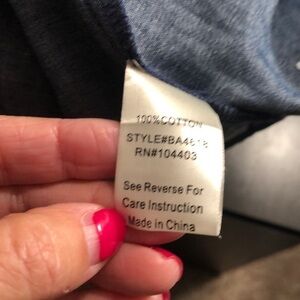 100% COTTON
STYLE#BA4618
RN#104403
See Reverse For
Care Instruction
Made in China